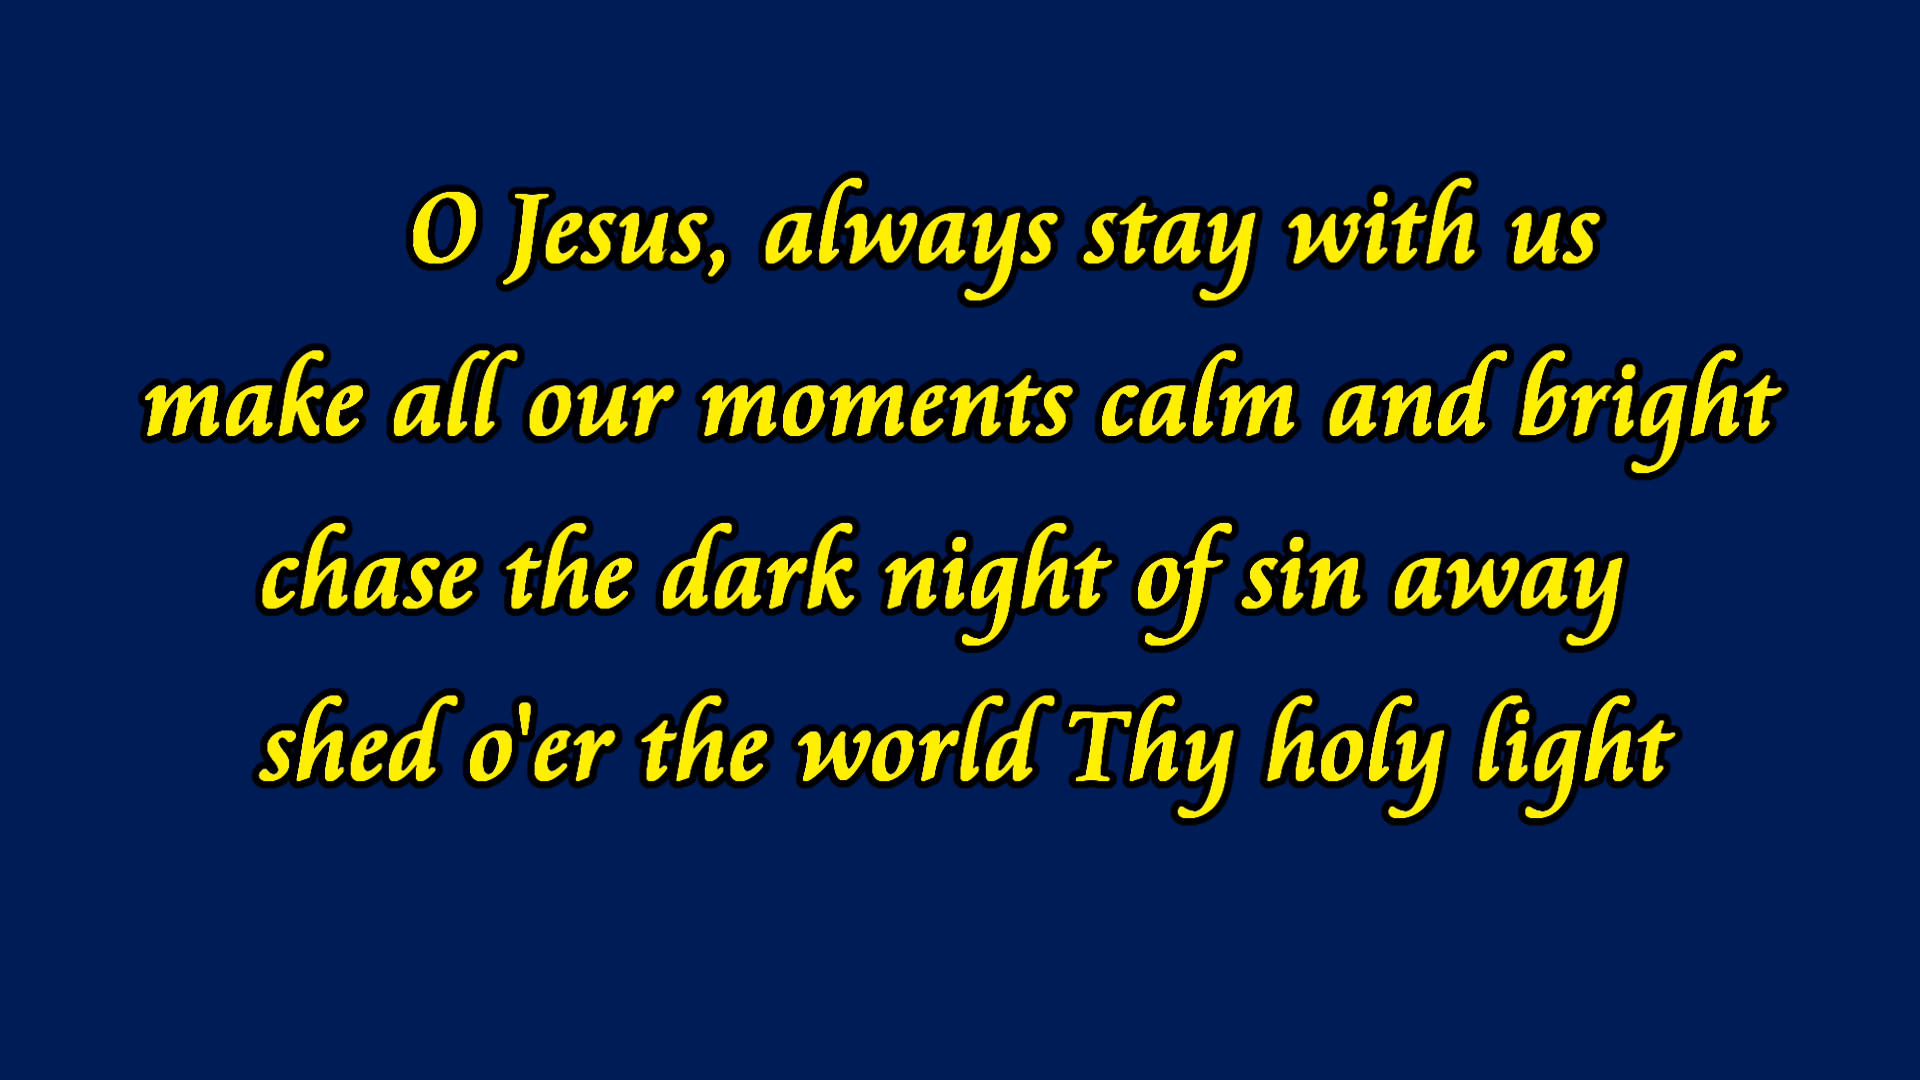 O Jesus, always stay with us
make all our moments calm and bright
chase the dark night of sin away
shed o'er the world Thy holy light